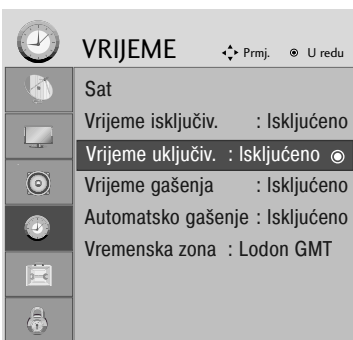 VRIJEME Prmj. U redu
Sat
Vrijeme isključiv. : Isključeno
Vrijeme uključiv. : Isključeno
Vrijeme gašenja : Isključeno
Automatsko gašenje : Isključeno
Vremenska zona : Lodon GMT